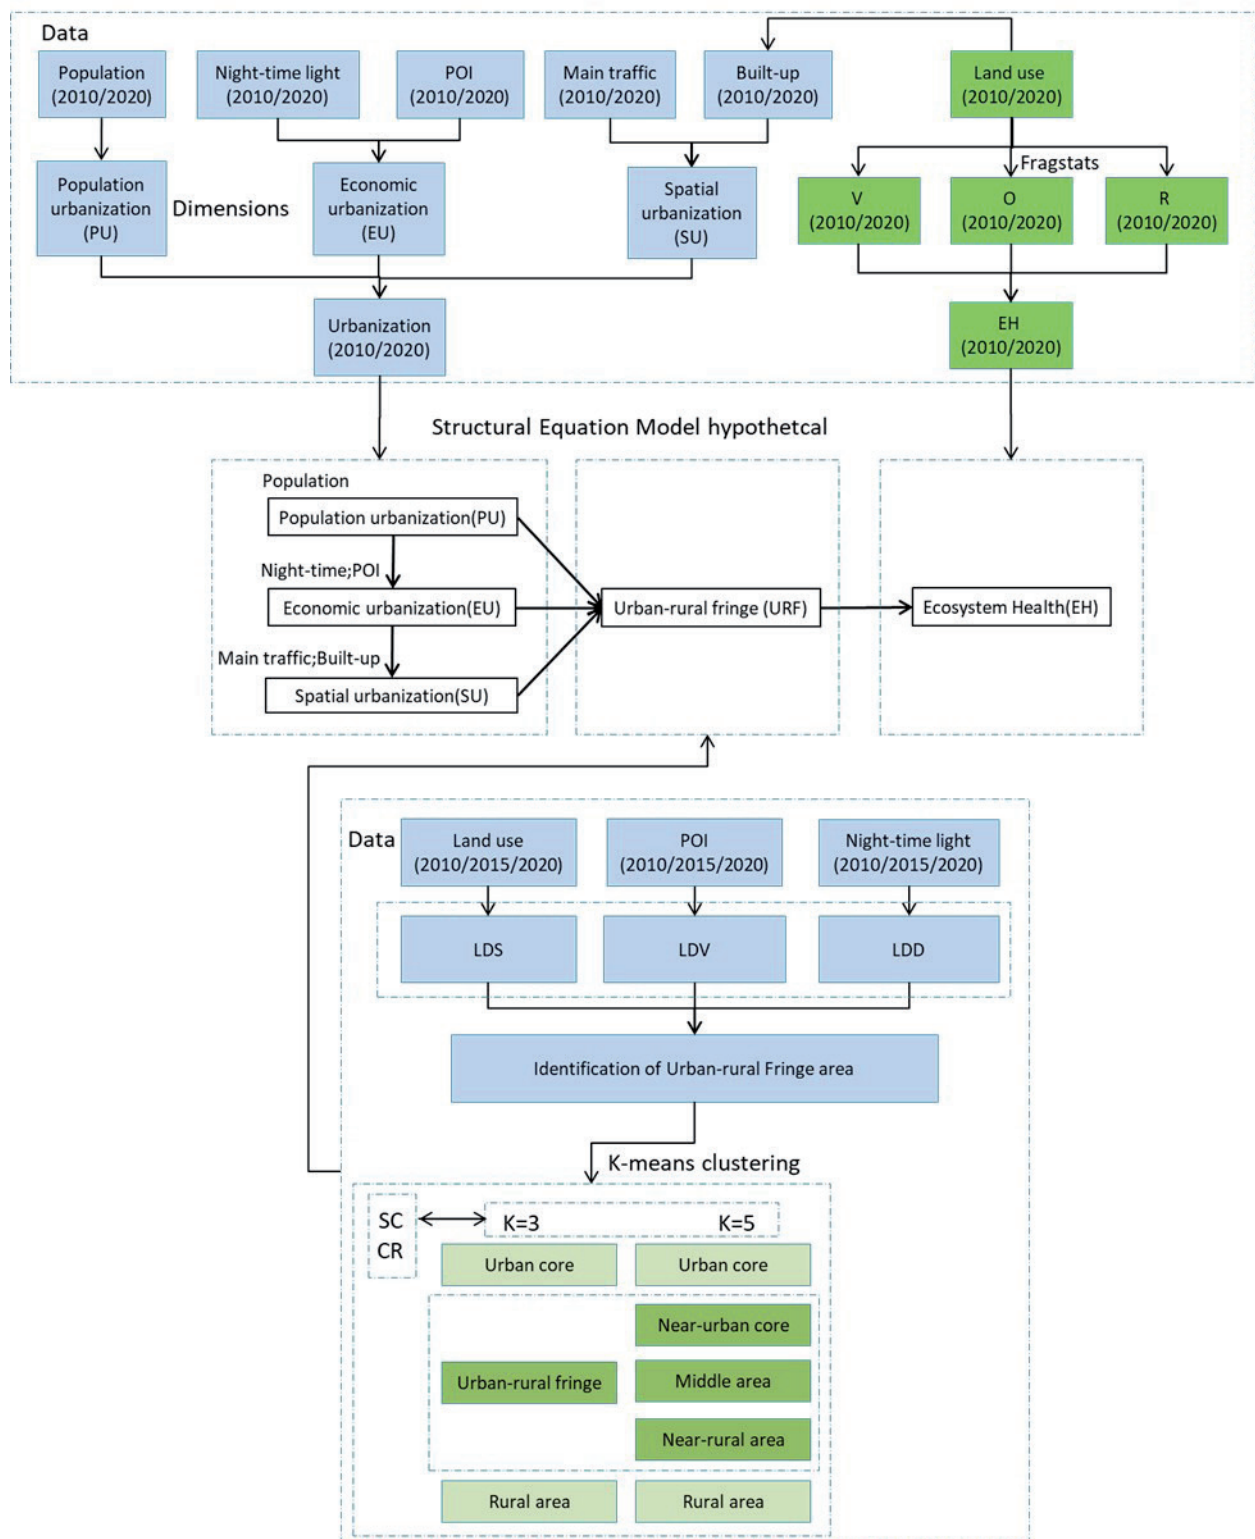 Data
Population
(2010/2020)
Night-time light
(2010/2020)
POI
(2010/2020)
Main traffic
(2010/2020)
Built-up
(2010/2020)
Land use
(2010/2020)
Fragstats
Population
urbanization
(PU)
Dimensions
Economic
urbanization
(EU)
Spatial
urbanization
(SU)
V
(2010/2020)
O
(2010/2020)
R
(2010/2020)
Urbanization
(2010/2020)
EH
(2010/2020)
Structural Equation Model hypothetcal
Population
Population urbanization(PU)
Night-time;POI
Economic urbanization(EU)
Main traffic;Built-up
Spatial urbanization(SU)
Urban-rural fringe (URF)
Ecosystem Health(EH)
Data
Land use
(2010/2015/2020)
POI
(2010/2015/2020)
Night-time light
(2010/2015/2020)
LDS
LDV
LDD
Identification of Urban-rural Fringe area
K-means clustering
SC
CR
K=3
K=5
Urban core
Urban core
Near-urban core
Urban-rural fringe
Middle area
Near-rural area
Rural area
Rural area